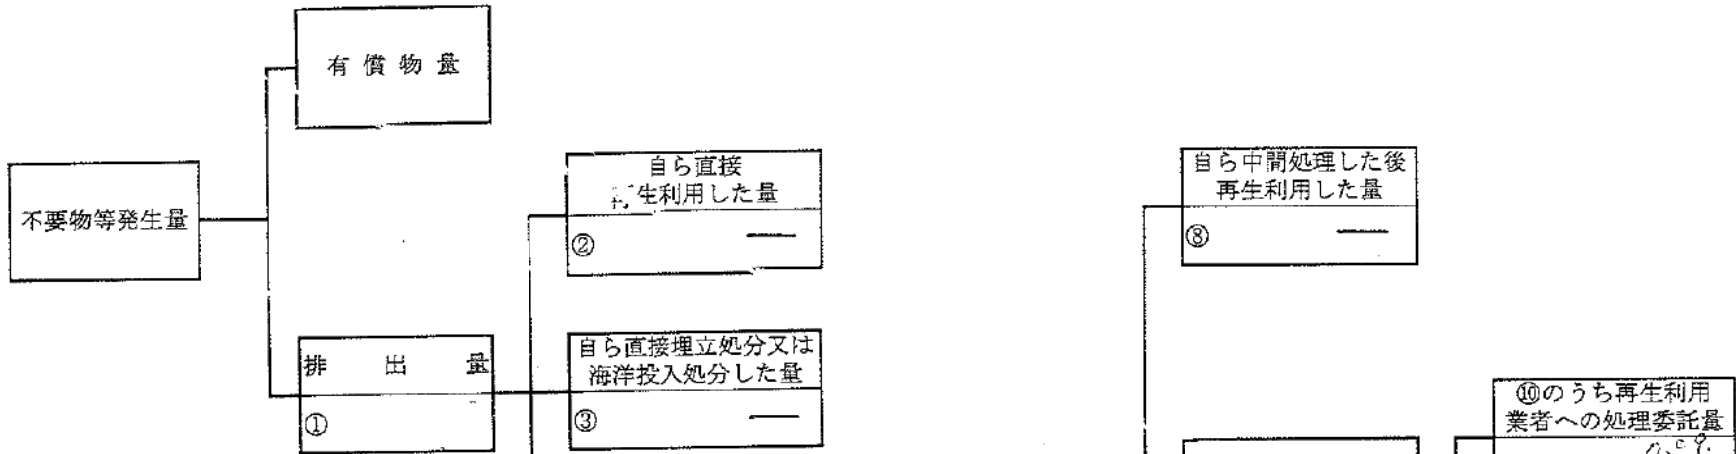 有償物量
不要物等発生量
自ら直接
再生利用した量
②
—
自ら中間処理した後
再生利用した量
⑧
—
排出量
①
自ら直接埋立処分又は
海洋投入処分した量
③
—
⑩のうち再生利用
業者への処理委託量